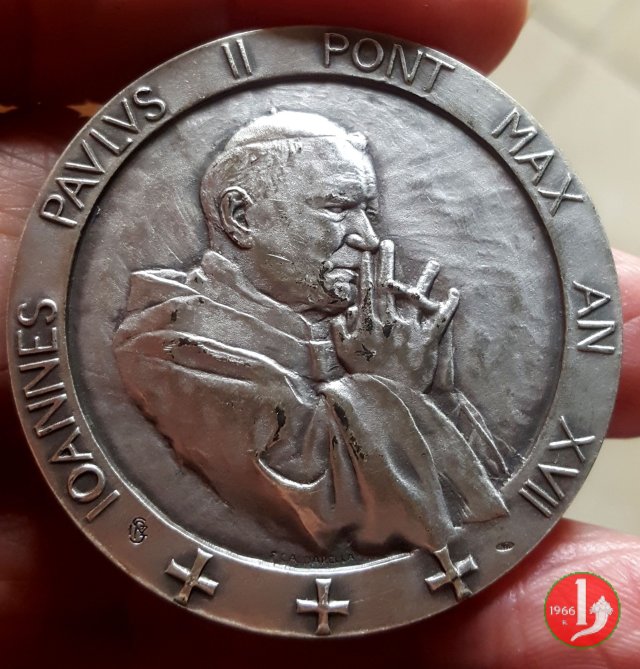 IOANNES PAVLVS II PONT MAX AN XVII
1966